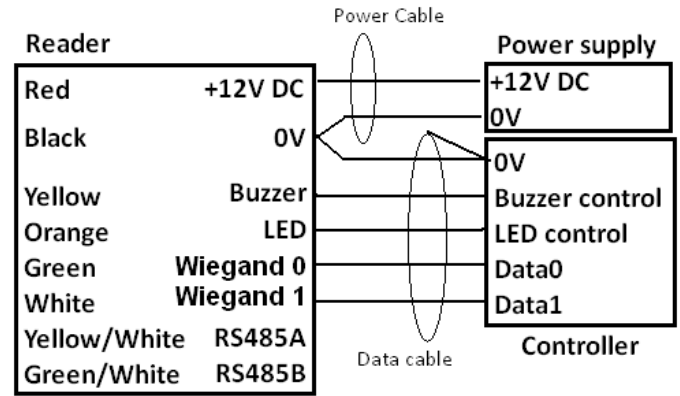 Power Cable
Reader
Power supply
Red +12V DC
+12V DC
0V
Black 0V
0V
Yellow Buzzer
Buzzer control
Orange LED
LED control
Green Wiegand 0
Data0
White Wiegand 1
Data1
Yellow/White RS485A
Controller
Data cable
Green/White RS485B